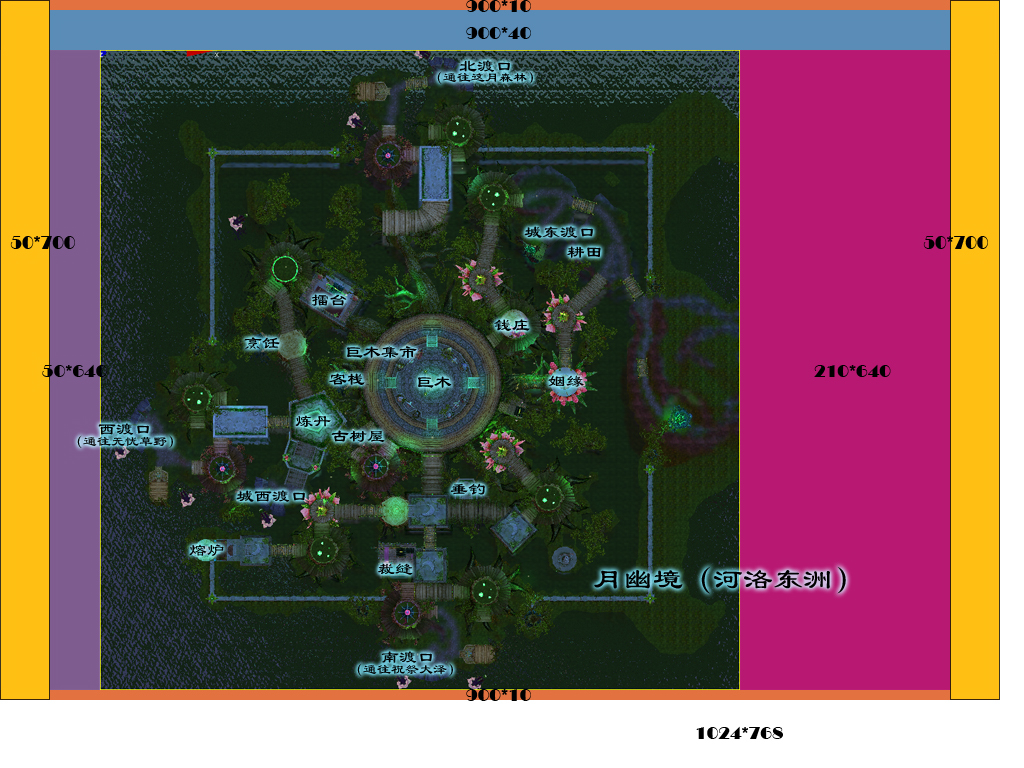 900*10
900*40
北渡口
(通往这月森林)
50*700
50*700
城东渡口
耕田
擂台
钱庄
烹饪
巨木集市
50*640
客栈
巨木
姻缘
210*640
炼丹
西渡口
(通往无忧草野)
古树屋
城西渡口
垂钓
熔炉
裁缝
月幽境（河洛东洲）
南渡口
(通往祝祭大泽)
900*10
1024*768